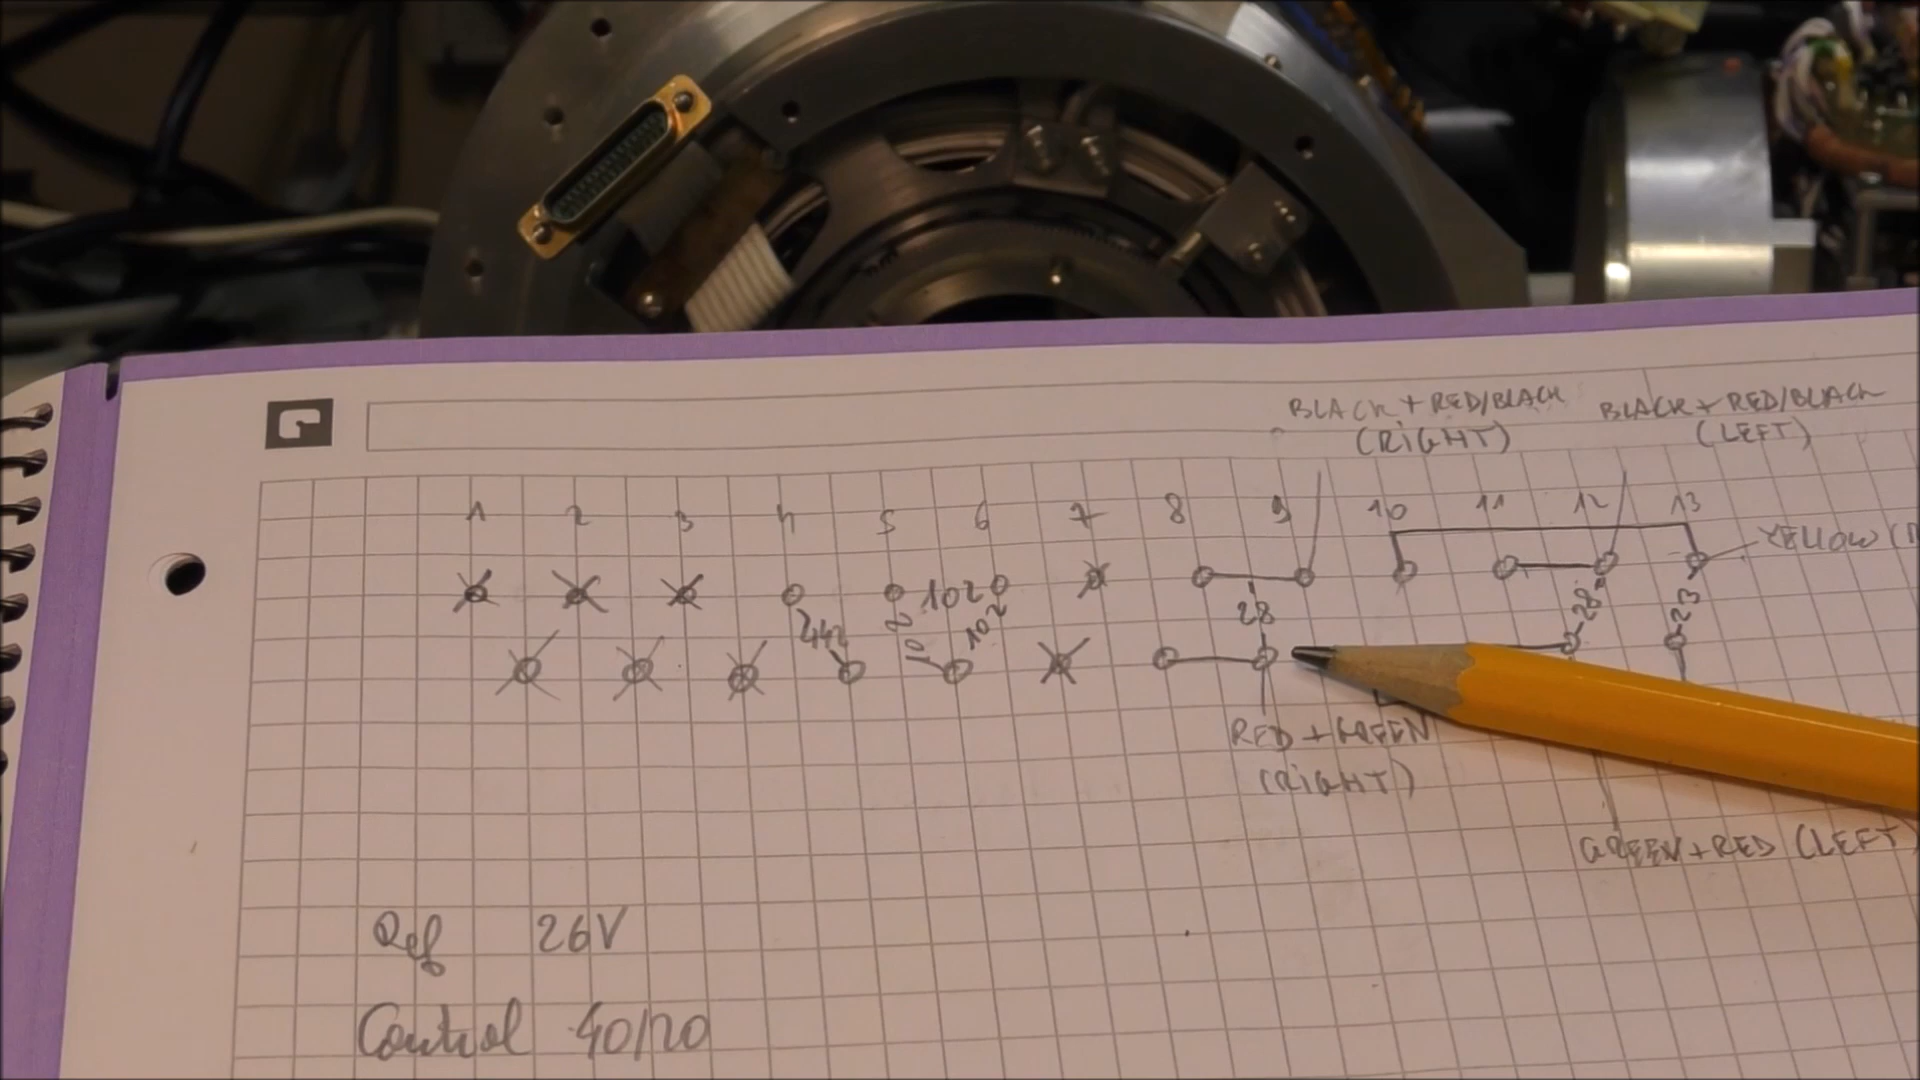 BLACK + RED/BLACK BLACK + RED/BLACK
(RIGHT) (LEFT)
1 2 3 4 5 6 7 8 9 10 11 12 13
YELLOW
102
442 102 102 28 28 23
RED + GREEN
(RIGHT)
GREEN + RED (LEFT)
Ref 26V
Control 40/20